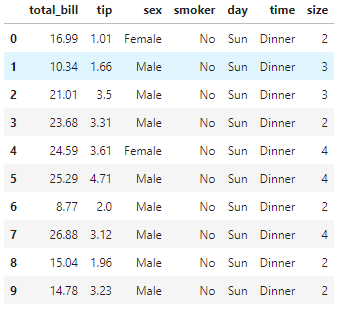 total_bill tip sex smoker day time size
0 16.99 1.01 Female No Sun Dinner 2
1 10.34 1.66 Male No Sun Dinner 3
2 21.01 3.5 Male No Sun Dinner 3
3 23.68 3.31 Male No Sun Dinner 2
4 24.59 3.61 Female No Sun Dinner 4
5 25.29 4.71 Male No Sun Dinner 4
6 8.77 2.0 Male No Sun Dinner 2
7 26.88 3.12 Male No Sun Dinner 4
8 15.04 1.96 Male No Sun Dinner 2
9 14.78 3.23 Male No Sun Dinner 2